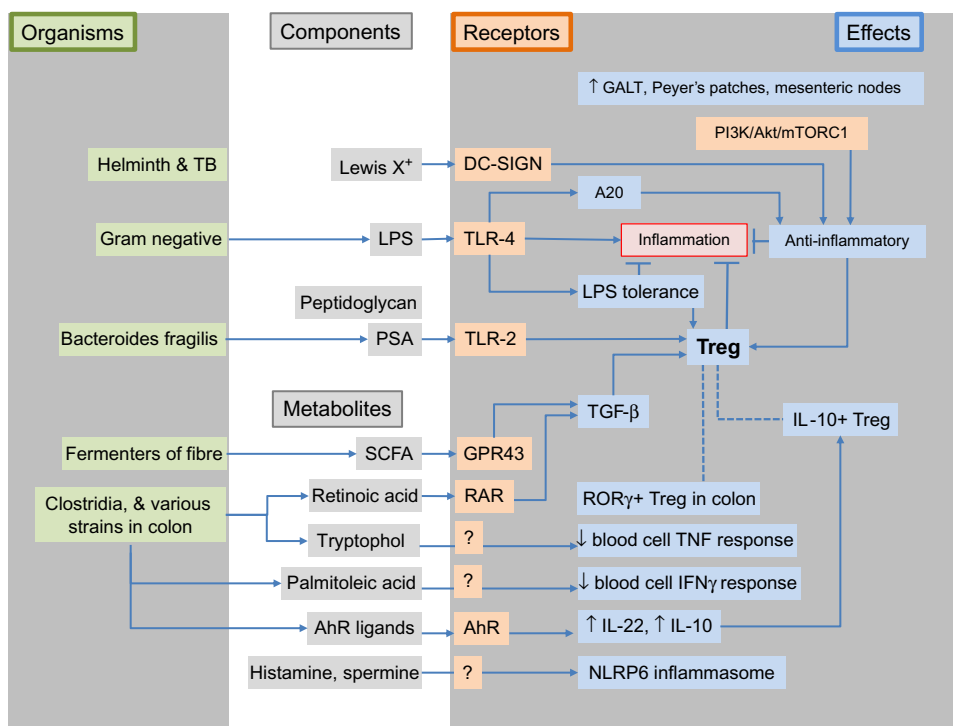 Organisms
Components
Receptors
Effects
↑ GALT, Peyer's patches, mesenteric nodes
PI3K/Akt/mTORC1
Helminth & TB
Lewis X+
DC-SIGN
A20
Gram negative
LPS
TLR-4
Inflammation
Anti-inflammatory
LPS tolerance
Peptidoglycan
Bacteroides fragilis
PSA
TLR-2
Treg
Metabolites
TGF-β
IL-10+ Treg
Fermenters of fibre
SCFA
GPR43
Clostridia, & various
strains in colon
Retinoic acid
RAR
RORγ+ Treg in colon
Tryptophol
?
↓ blood cell TNF response
Palmitoleic acid
?
↓ blood cell IFNγ response
AhR ligands
AhR
↑ IL-22, ↑ IL-10
Histamine, spermine
?
NLRP6 inflammasome